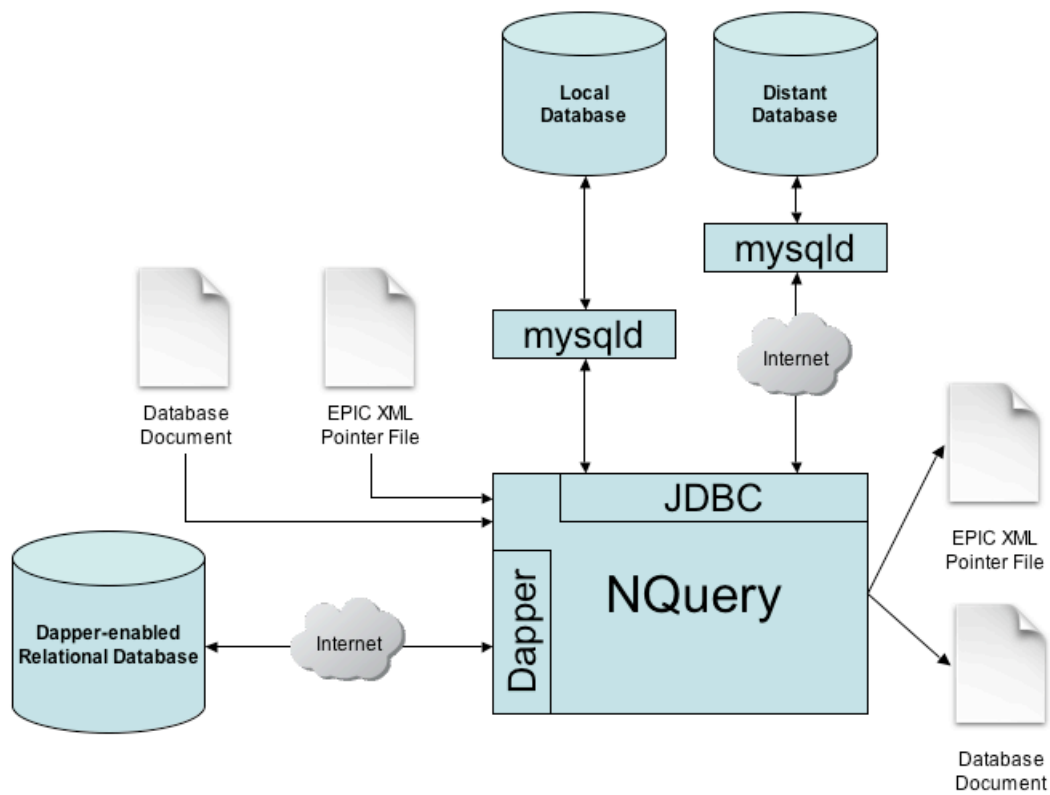 Local
Database
Distant
Database
mysqld
mysqld
Internet
Database
Document
EPIC XML
Pointer File
JDBC
NQuery
Dapper
Dapper-enabled
Relational Database
Internet
EPIC XML
Pointer File
Database
Document